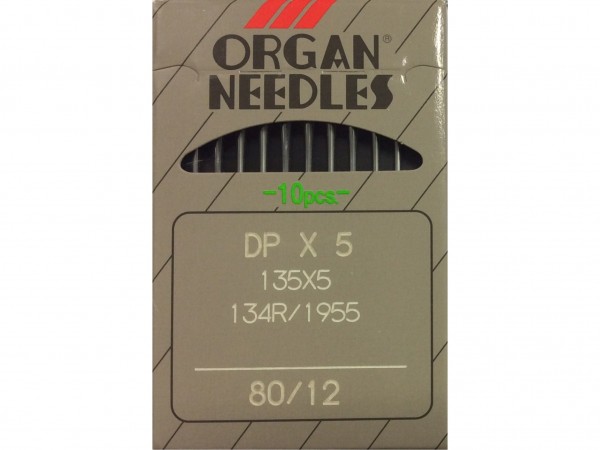 ORGAN®
NEEDLES
-10pcs.-
DP X 5
135X5
134R/1955
80/12